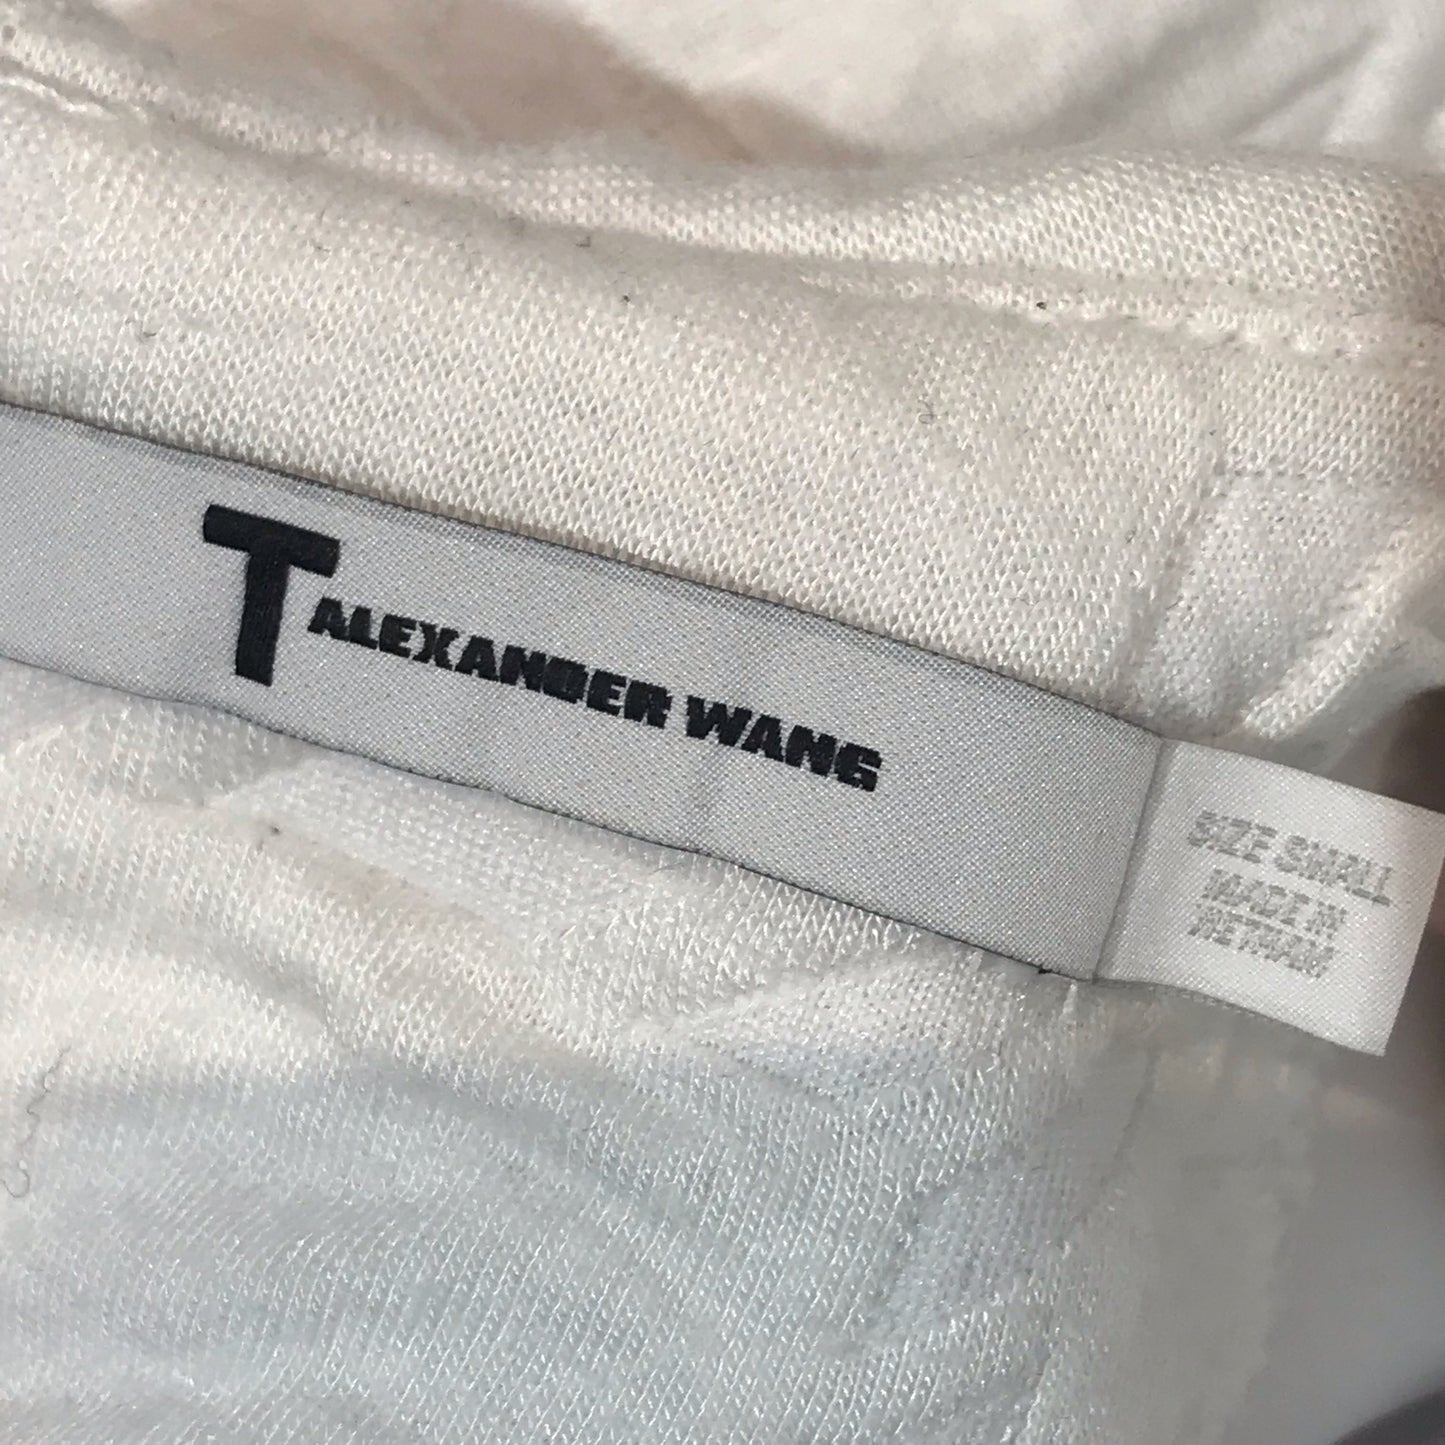 T ALEXANDER WANG
SIZE SMALL
MADE IN
VIETNAM